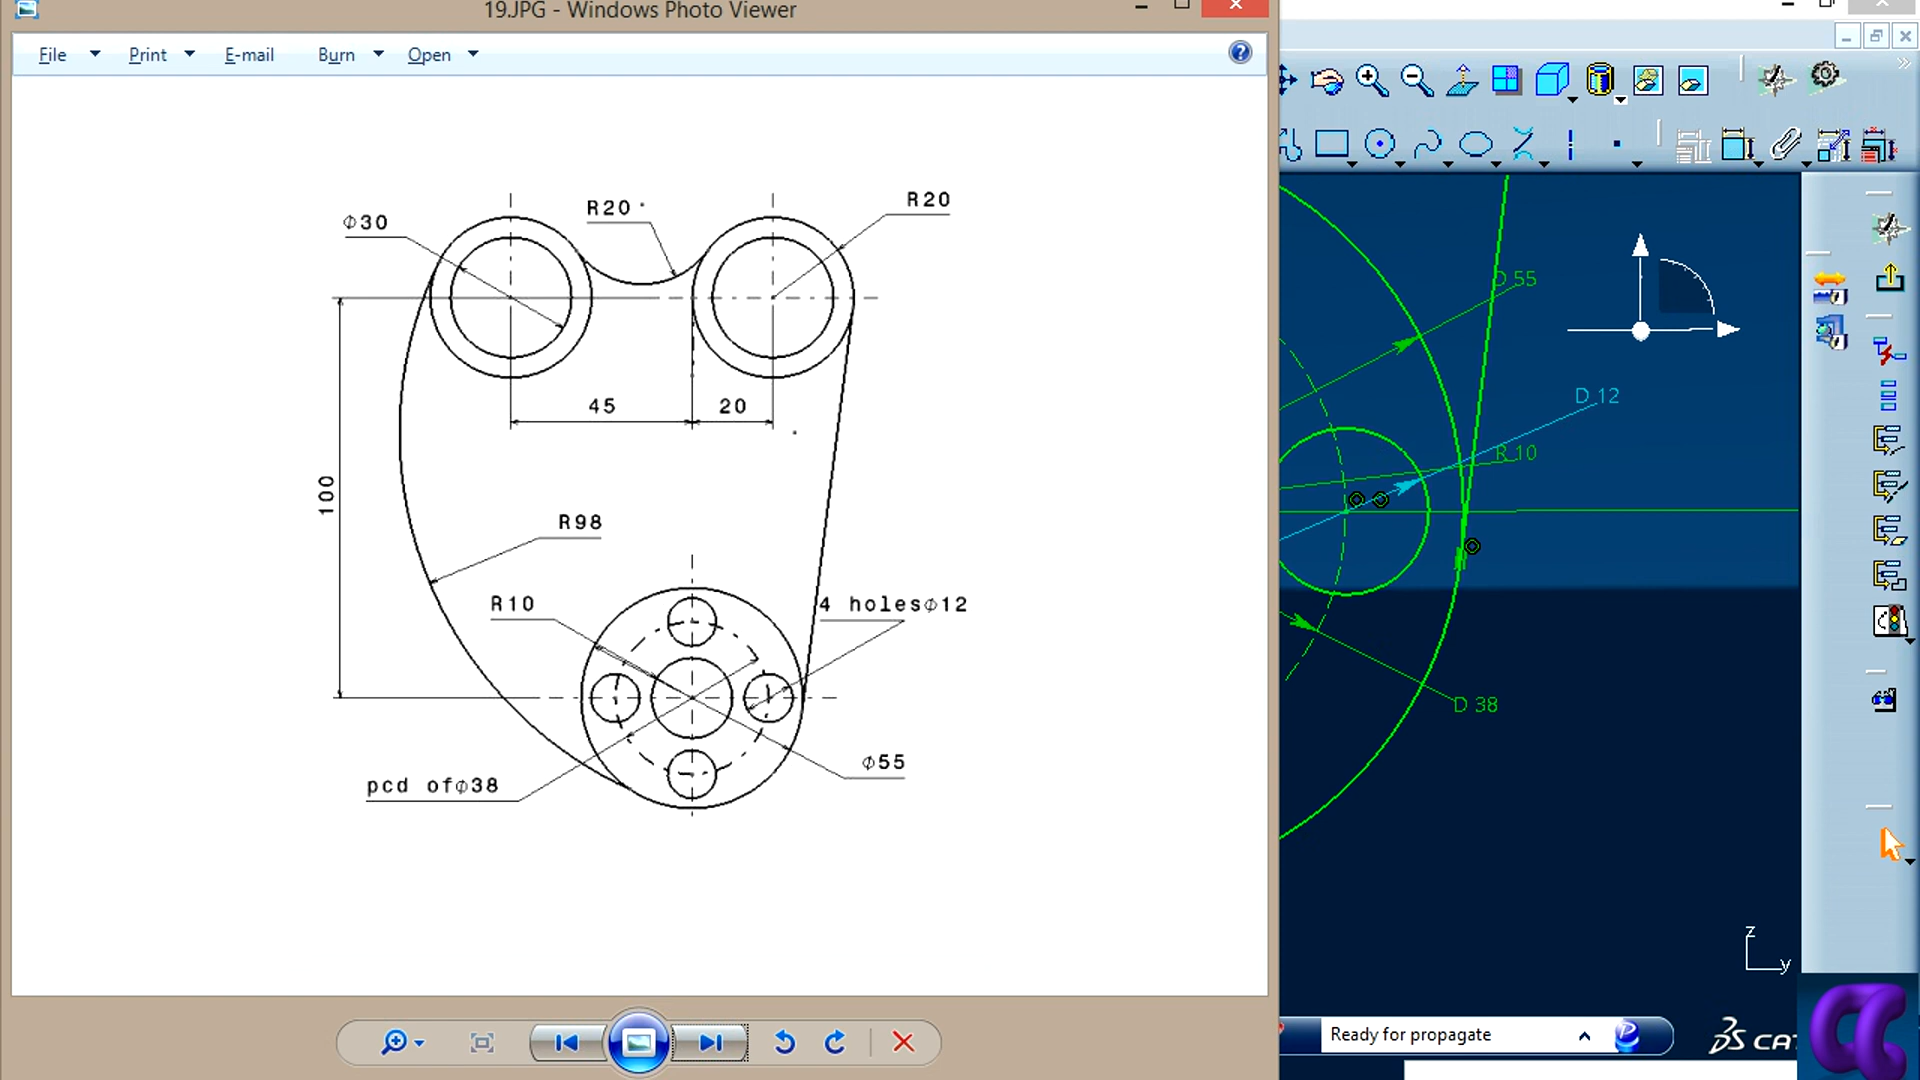 19.JPG - Windows Photo Viewer
File Print E-mail Burn Open
R20
R20
Φ30
45 20
100
R98
R10
4 holesΦ12
Φ55
pcd ofΦ38
D 55
D 12
R 10
D 38
z
y
Ready for propagate